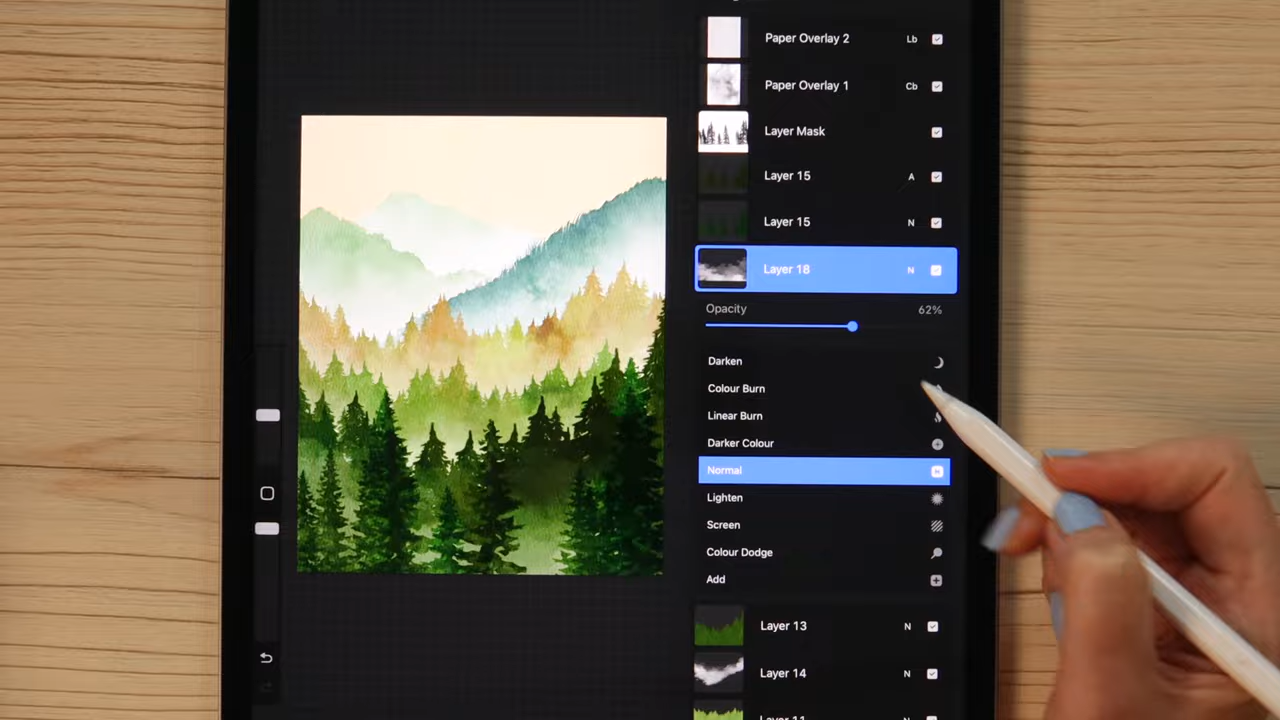 Paper Overlay 2 Lb
Paper Overlay 1 Cb
Layer Mask
Layer 15 A
Layer 15 N
Layer 18 N
Opacity 62%
Darken
Colour Burn
Linear Burn
Darker Colour
Normal N
Lighten
Screen
Colour Dodge
Add
Layer 13 N
Layer 14 N